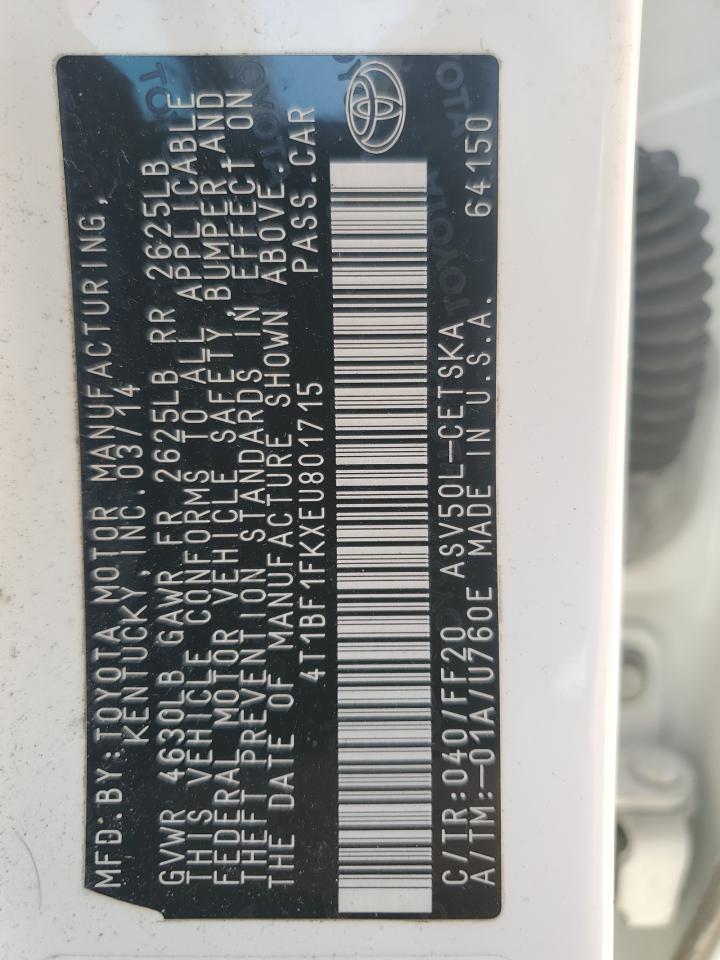 MFD.BY:TOYOTA MOTOR MANUFACTURING,
KENTUCKY, INC. 03/14
GVWR 4630LB GAWR FR 2625LB RR 2625LB
THIS VEHICLE CONFORMS TO ALL APPLICABLE
FEDERAL MOTOR VEHICLE SAFETY, BUMPER, AND
THEFT PREVENTION STANDARDS IN EFFECT ON
THE DATE OF MANUFACTURE SHOWN ABOVE.
4T1BF1FKXEU801715 PASS.CAR
C/TR:040/FF20 ASV50L-CETSKA 64150
A/TM:-01A/U760E MADE IN U.S.A.